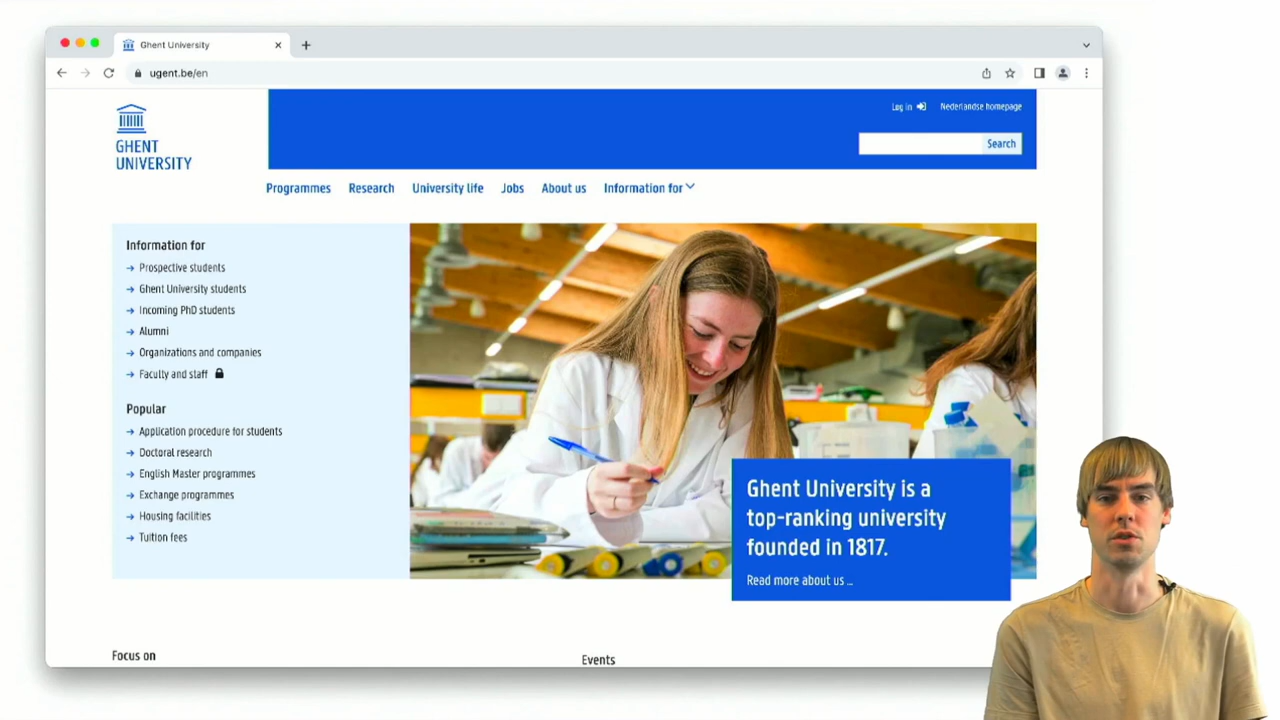 Ghent University
ugent.be/en
Log in
Nederlandse homepage
GHENT
UNIVERSITY
Search
Programmes
Research
University life
Jobs
About us
Information for
Information for
Prospective students
Ghent University students
Incoming PhD students
Alumni
Organizations and companies
Faculty and staff
Popular
Application procedure for students
Doctoral research
English Master programmes
Exchange programmes
Housing facilities
Tuition fees
Ghent University is a
top-ranking university
founded in 1817.
Read more about us ...
Focus on
Events